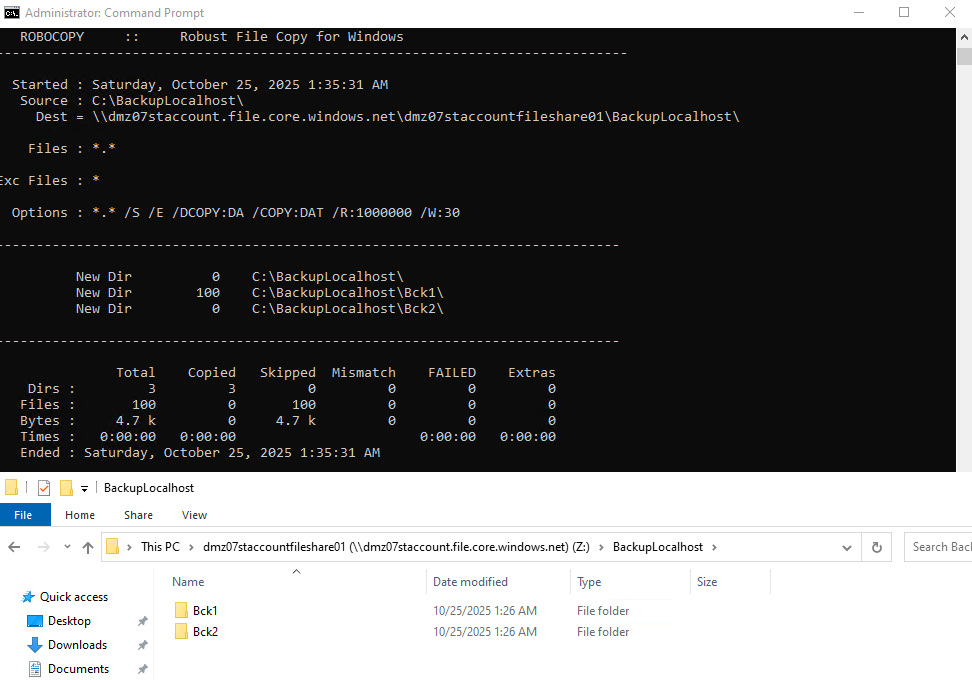 Administrator: Command Prompt
ROBOCOPY     ::     Robust File Copy for Windows
-------------------------------------------------------------------------------
Started : Saturday, October 25, 2025 1:35:31 AM
Source : C:\BackupLocalhost\
Dest = \\dmz07staccount.file.core.windows.net\dmz07staccountfileshare01\BackupLocalhost\
Files : *.*
Exc Files : *
Options : *.* /S /E /DCOPY:DA /COPY:DAT /R:1000000 /W:30
------------------------------------------------------------------------------
New Dir          0    C:\BackupLocalhost\
New Dir        100    C:\BackupLocalhost\Bck1\
New Dir          0    C:\BackupLocalhost\Bck2\
------------------------------------------------------------------------------
Total    Copied   Skipped  Mismatch    FAILED    Extras
Dirs :         3         3         0         0         0         0
Files :       100         0       100         0         0         0
Bytes :     4.7 k         0     4.7 k         0         0         0
Times :   0:00:00   0:00:00                       0:00:00   0:00:00
Ended : Saturday, October 25, 2025 1:35:31 AM
BackupLocalhost
File Home Share View
This PC > dmz07staccountfileshare01 (\\dmz07staccount.file.core.windows.net) (Z:) > BackupLocalhost > Search Bac
Name Date modified Type Size
Quick access
Bck1 10/25/2025 1:26 AM File folder
Desktop
Bck2 10/25/2025 1:26 AM File folder
Downloads
Documents